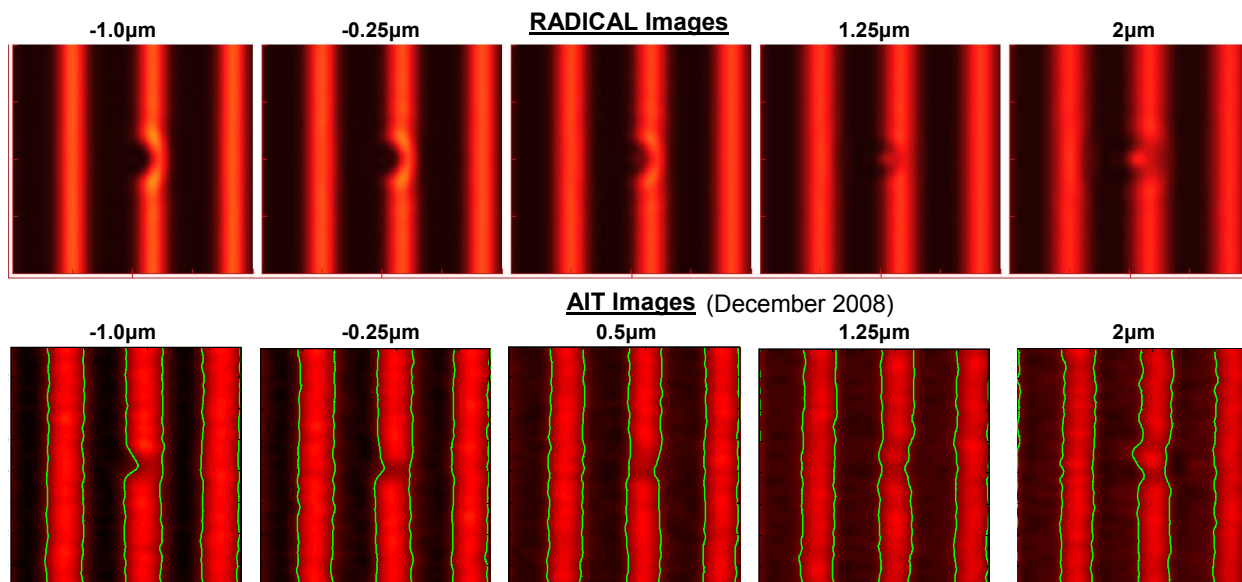 RADICAL Images
-1.0µm -0.25µm 1.25µm 2µm
AIT Images (December 2008)
-1.0µm -0.25µm 0.5µm 1.25µm 2µm